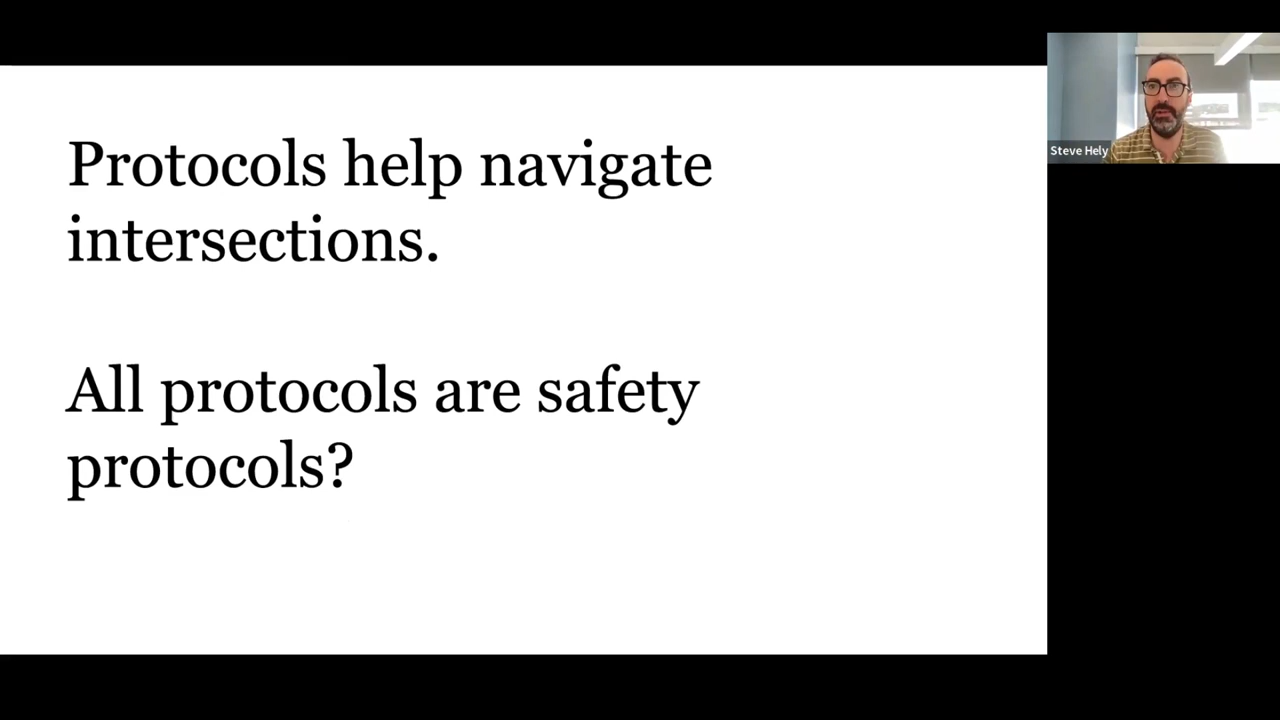 Protocols help navigate
intersections.
All protocols are safety
protocols?
Steve Hely